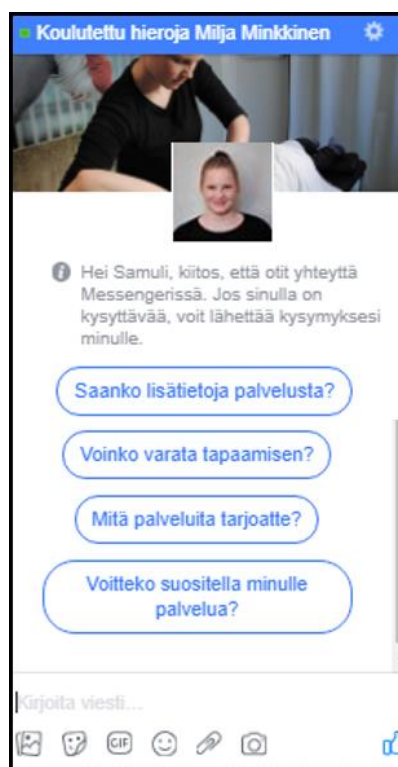 Koulutettu hieroja Milja Minkkinen
Hei Samuli, kiitos, että otit yhteyttä
Messengerissä. Jos sinulla on
kysyttävää, voit lähettää kysymyksesi
minulle.
Saanko lisätietoja palvelusta?
Voinko varata tapaamisen?
Mitä palveluita tarjoatte?
Voitteko suositella minulle
palvelua?
Kirjoita viesti...
GIF